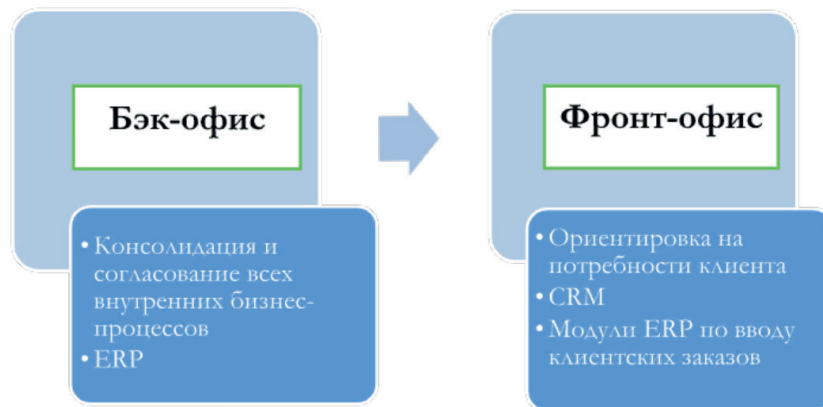 Бэк-офис
• Консолидация и
согласование всех
внутренних бизнес-
процессов
• ERP
Фронт-офис
• Ориентировка на
потребности клиента
• CRM
• Модули ERP по вводу
клиентских заказов